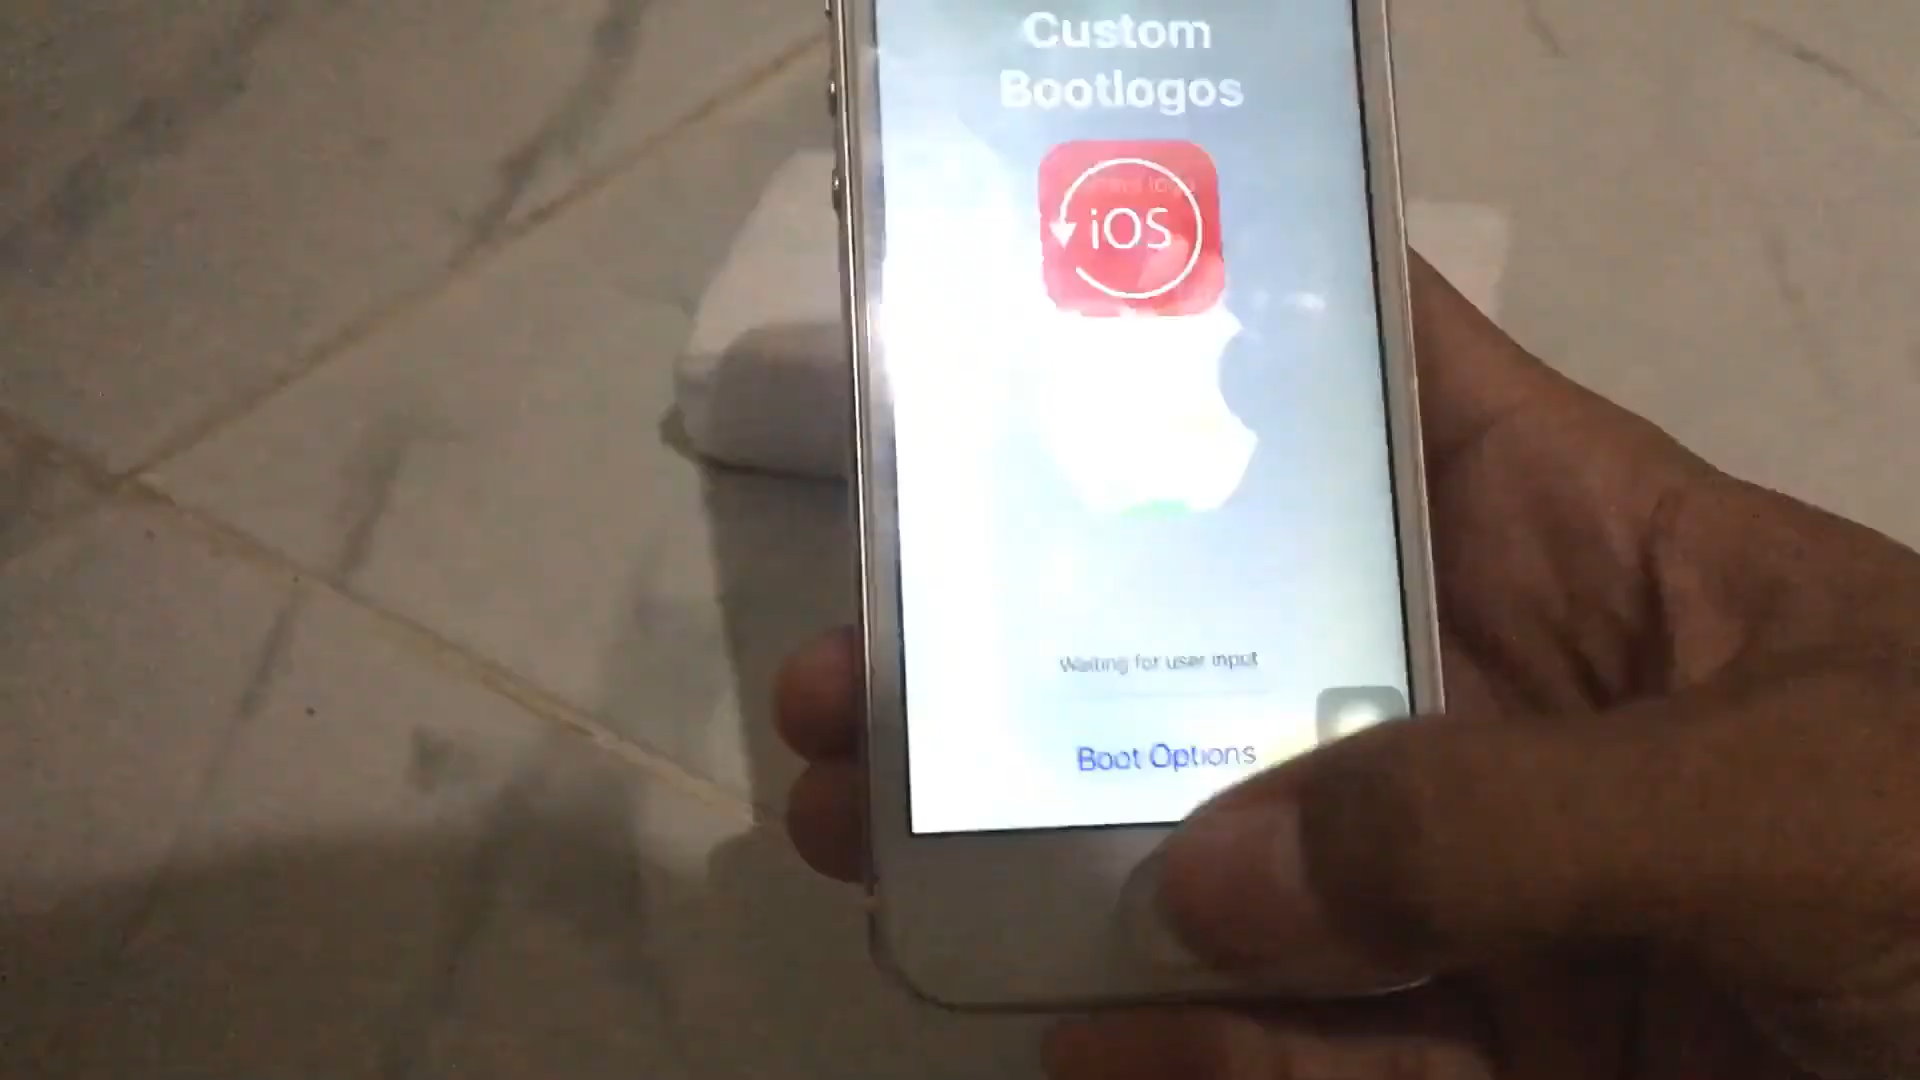 Custom
Bootlogos
iOS
Waiting for user input
Boot Options